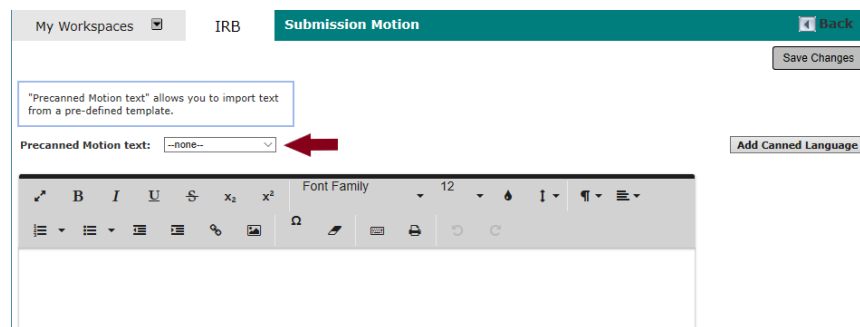 My Workspaces IRB Submission Motion Back
Save Changes
"Precanned Motion text" allows you to import text
from a pre-defined template.
Precanned Motion text: --none-- Add Canned Language
B I U S x₂ x² Font Family 12 ¶
Ω